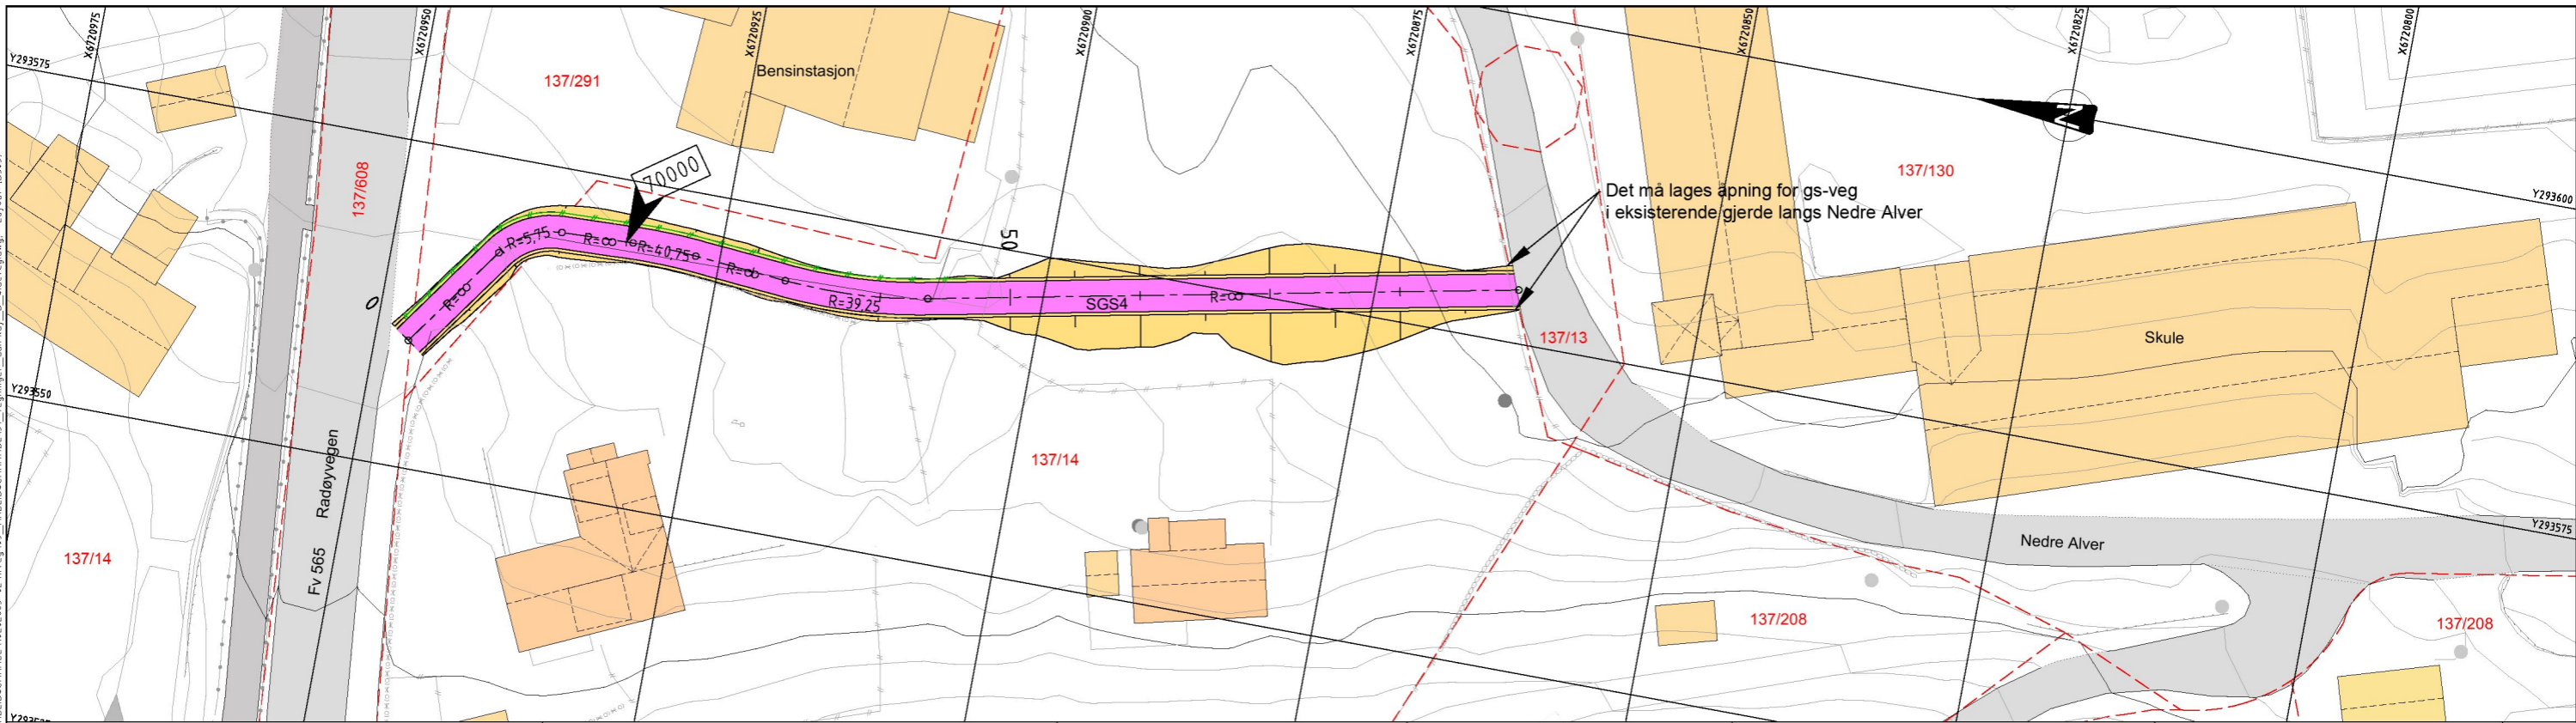 X6720975
X6720950
X6720925
X6720900
X6720875
X6720850
X6720825
X6720800
Y293575
137/291
Bensinstasjon
137/608
70000
N
137/130
Det må lages åpning for gs-veg
i eksisterende gjerde langs Nedre Alver
Y293600
50
R=5,75
R=∞
R=40,75
R=∞
R=∞
R=39,25
SGS4
R=∞
0
137/13
Skule
Y293550
Radøyvegen
Fv 565
137/14
137/14
Nedre Alver
Y293575
137/208
137/208